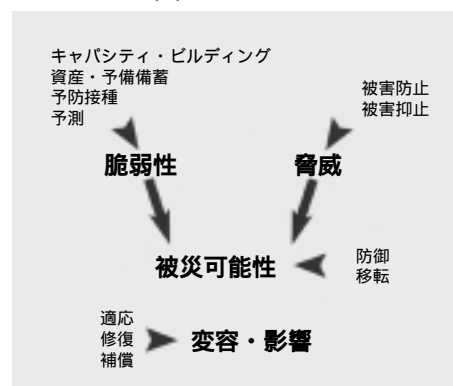 キャパシティ・ビルディング
資産・予備備蓄
予防接種
予測
被害防止
被害抑止
脆弱性
脅威
被災可能性
防御
移転
適応
修復
補償
変容・影響